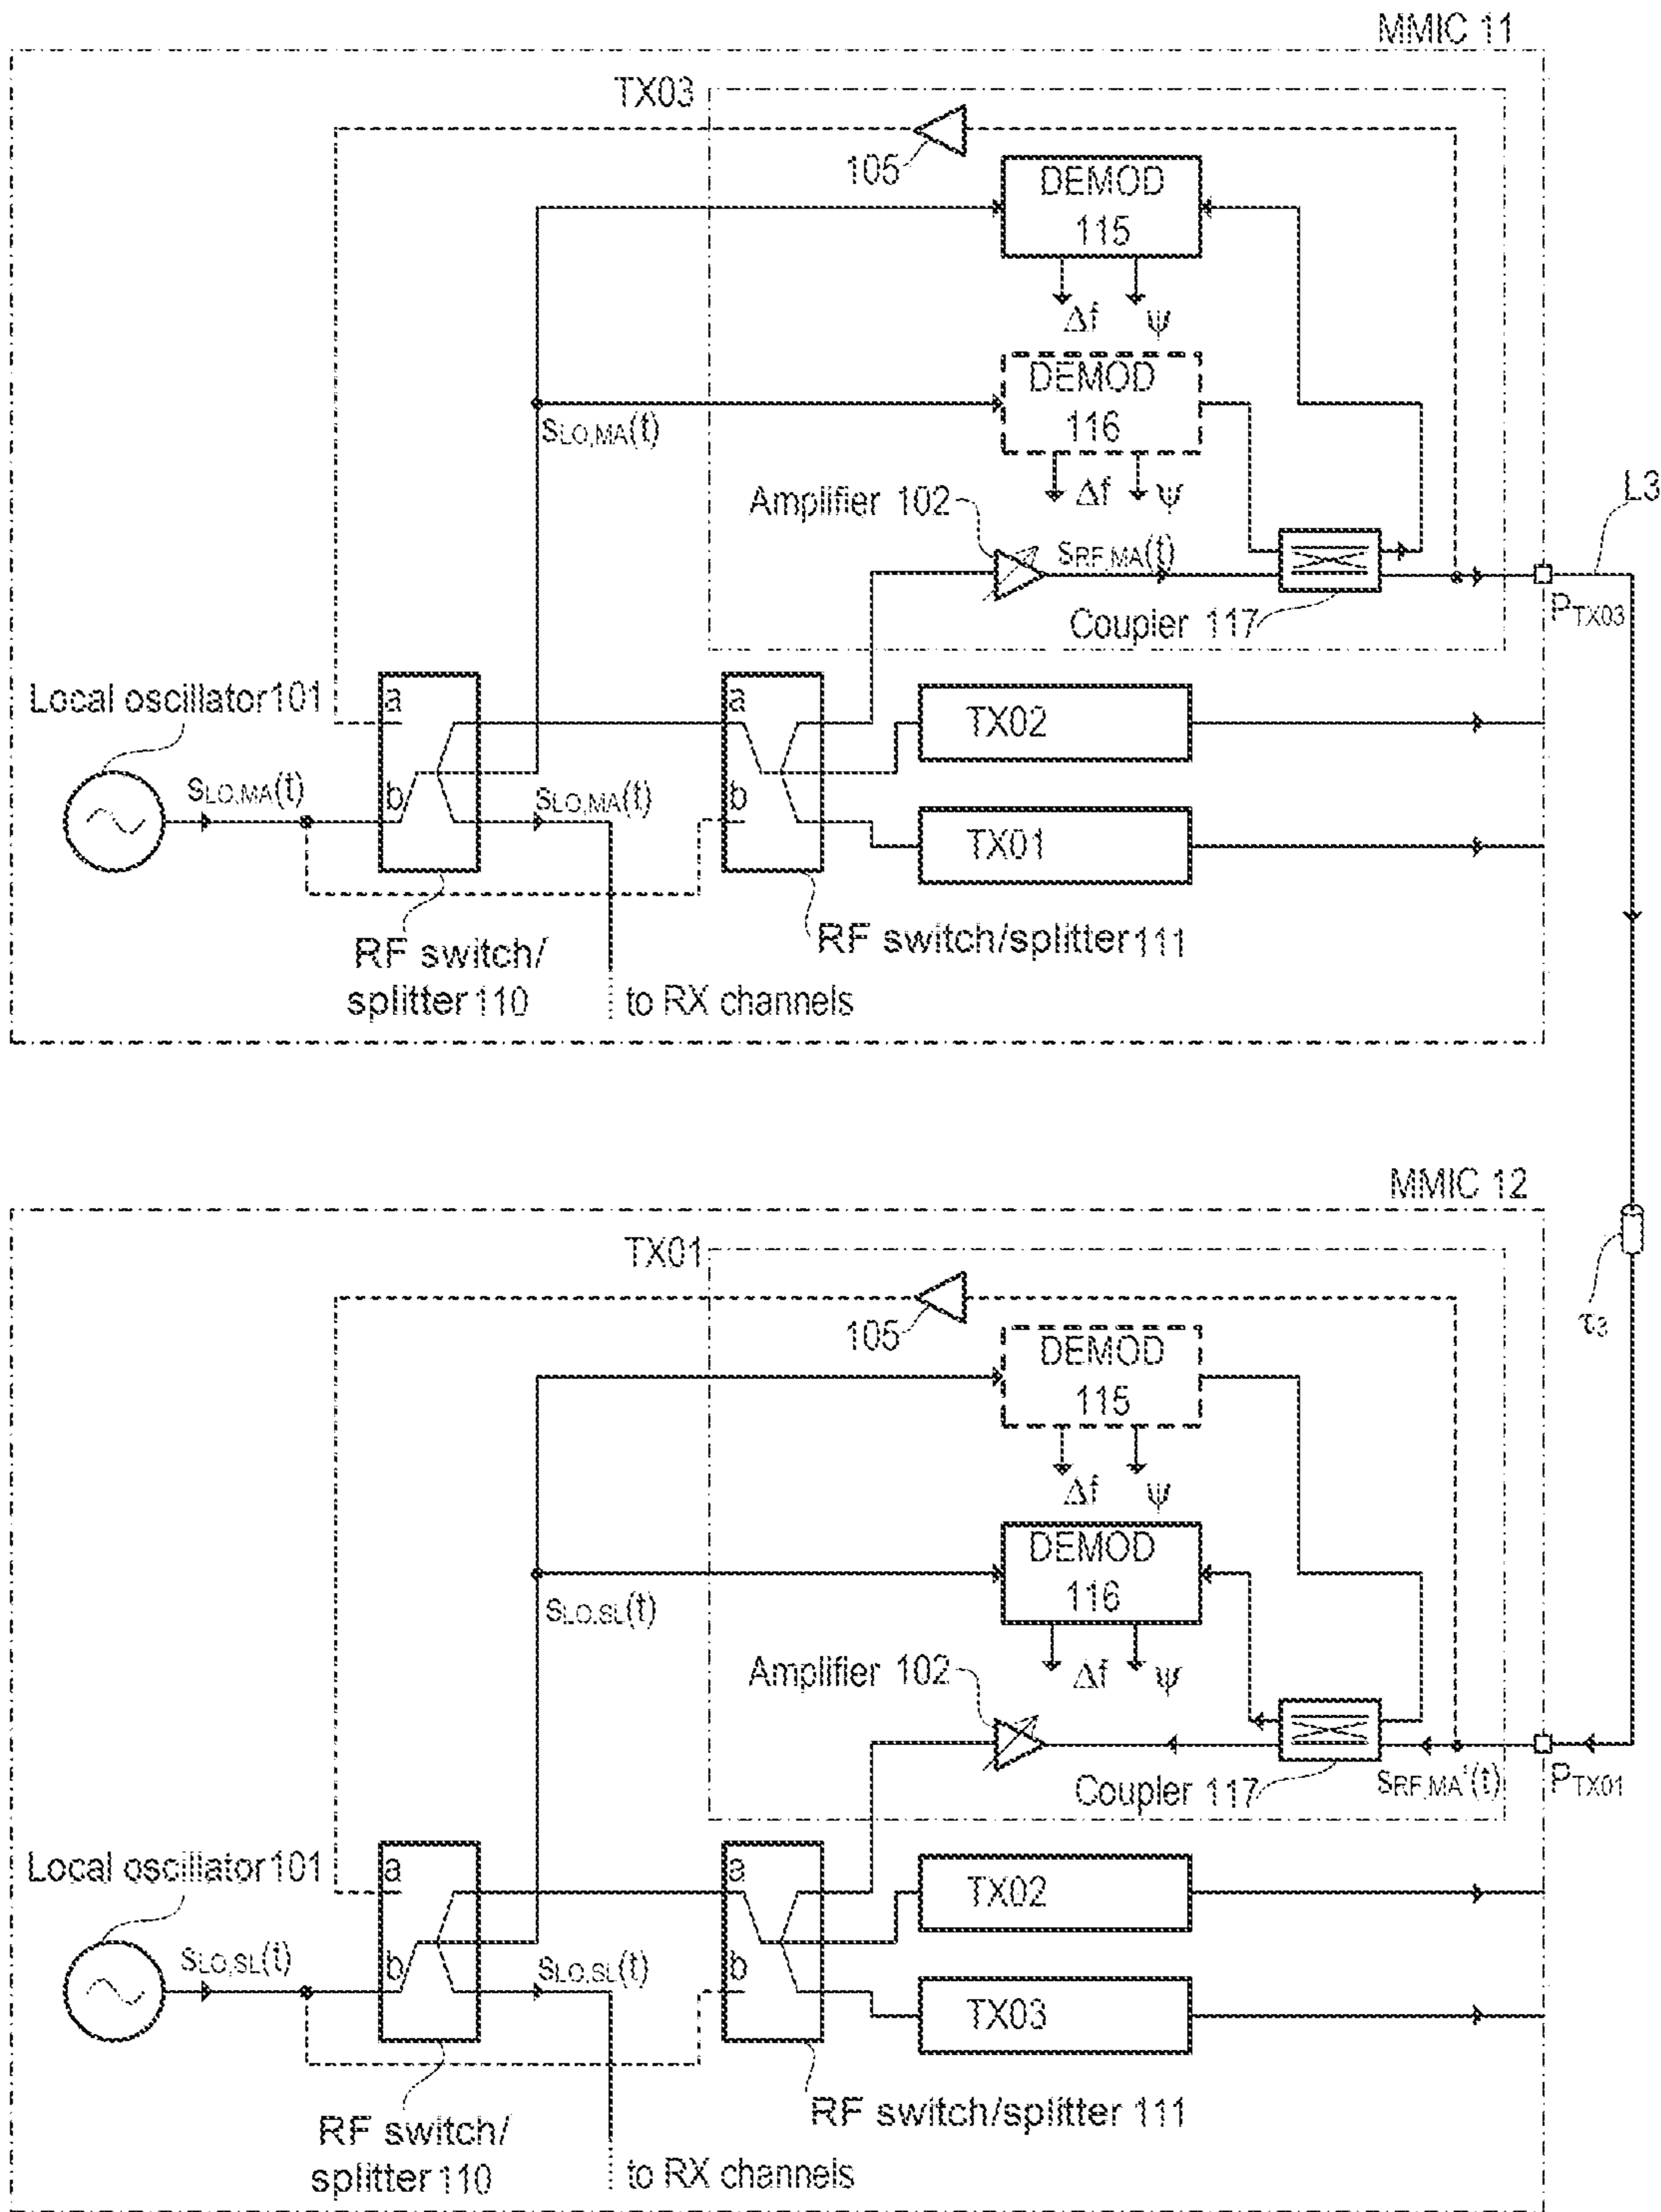 MMIC 11
TX03
105
DEMOD
115
Δf ψ
DEMOD
116
sLO,MA(t)
Δf ψ
L3
Amplifier 102
sRF,MA(t)
Coupler 117
PTX03
Local oscillator 101
a
a
TX02
sLO,MA(t)
b
sLO,MA(t)
b
TX01
RF switch/
splitter 110
RF switch/splitter 111
to RX channels
MMIC 12
TX01
105
τ3
DEMOD
115
Δf ψ
DEMOD
116
sLO,SL(t)
Δf ψ
Amplifier 102
Coupler 117
sRF,MA'(t)
PTX01
Local oscillator 101
a
a
TX02
sLO,SL(t)
b
sLO,SL(t)
b
TX03
RF switch/
splitter 110
RF switch/splitter 111
to RX channels